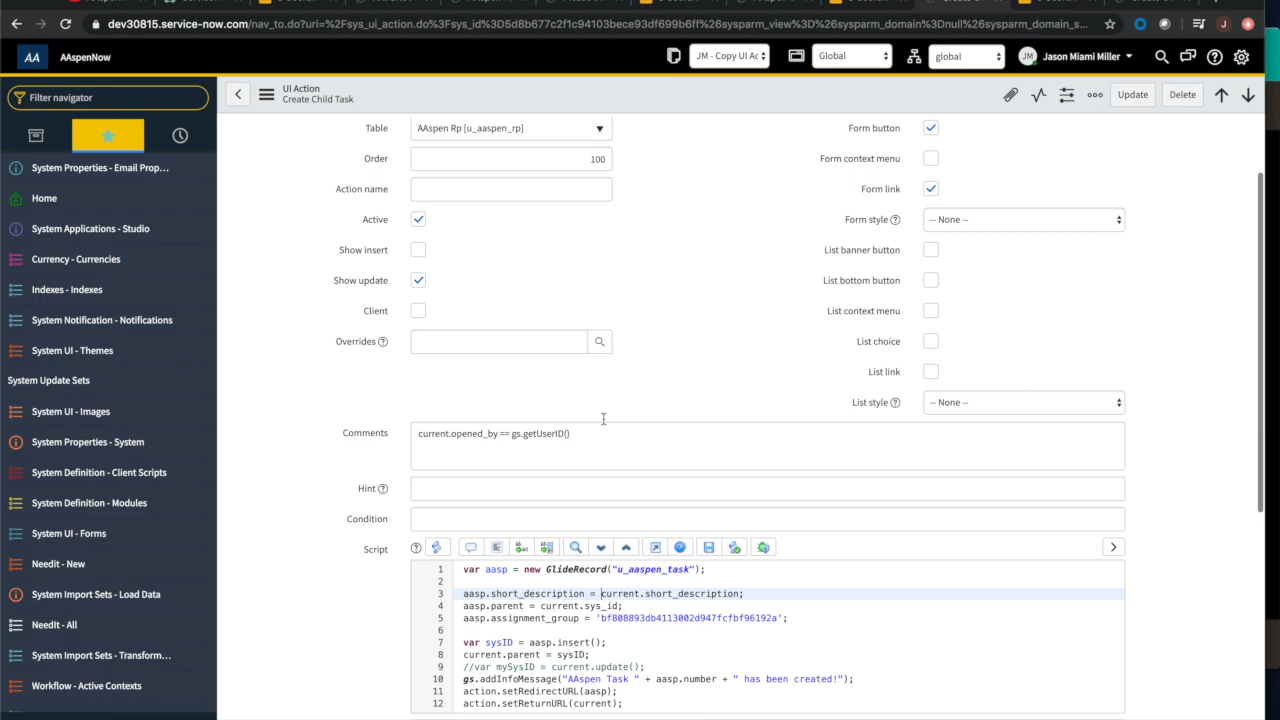 dev30815.service-now.com/nav_to.do?uri=%2Fsys_ui_action.do%3Fsys_id%3D5d8b677c2f1c94103bece93df699b6ff%26sysparm_view%3D%26sysparm_domain%3Dnull%26sysparm_domain_s...
AA AAspenNow JM - Copy UI Ac Global global JM Jason Miami Miller
Filter navigator
UI Action
Create Child Task
Update Delete
System Properties - Email Prop...
Home
System Applications - Studio
Currency - Currencies
Indexes - Indexes
System Notification - Notifications
System UI - Themes
System Update Sets
System UI - Images
System Properties - System
System Definition - Client Scripts
System Definition - Modules
System UI - Forms
Needit - New
System Import Sets - Load Data
NeedIt - All
System Import Sets - Transform...
Workflow - Active Contexts
Table AAspen Rp [u_aaspen_rp]
Order 100
Action name
Active
Show insert
Show update
Client
Overrides
Form button
Form context menu
Form link
Form style -- None --
List banner button
List bottom button
List context menu
List choice
List link
List style -- None --
Comments current.opened_by == gs.getUserID()
Hint
Condition
Script
1 var aasp = new GlideRecord("u_aaspen_task");
2
3 aasp.short_description = current.short_description;
4 aasp.parent = current.sys_id;
5 aasp.assignment_group = 'bf808893db4113002d947fcfbf96192a';
6
7 var sysID = aasp.insert();
8 current.parent = sysID;
9 //var mySysID = current.update();
10 gs.addInfoMessage("AAspen Task " + aasp.number + " has been created!");
11 action.setRedirectURL(aasp);
12 action.setReturnURL(current);